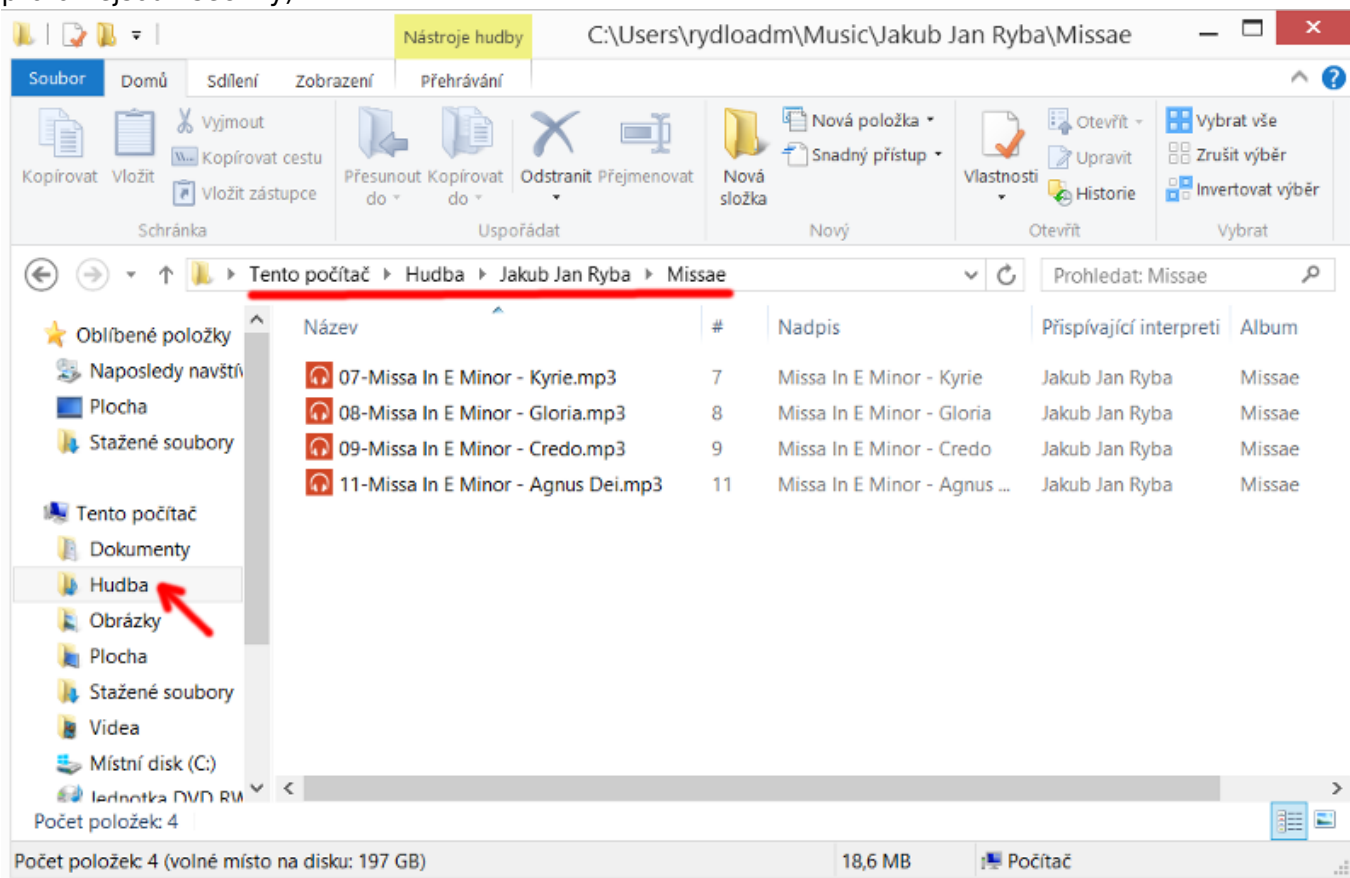 Nástroje hudby C:\Users\rydloadm\Music\Jakub Jan Ryba\Missae
Soubor Domů Sdílení Zobrazení Přehrávání
Kopírovat
Vložit
Vyjmout
Kopírovat cestu
Vložit zástupce
Schránka
Přesunout do
Kopírovat do
Odstranit
Přejmenovat
Uspořádat
Nová složka
Nová položka
Snadný přístup
Nový
Vlastnosti
Otevřít
Upravit
Historie
Otevřít
Vybrat vše
Zrušit výběr
Invertovat výběr
Vybrat
Tento počítač Hudba Jakub Jan Ryba Missae Prohledat: Missae
Oblíbené položky
Naposledy navštív
Plocha
Stažené soubory
Tento počítač
Dokumenty
Hudba
Obrázky
Plocha
Stažené soubory
Videa
Místní disk (C:)
Jednotka DVD RW
Název # Nadpis Přispívající interpreti Album
07-Missa In E Minor - Kyrie.mp3 7 Missa In E Minor - Kyrie Jakub Jan Ryba Missae
08-Missa In E Minor - Gloria.mp3 8 Missa In E Minor - Gloria Jakub Jan Ryba Missae
09-Missa In E Minor - Credo.mp3 9 Missa In E Minor - Credo Jakub Jan Ryba Missae
11-Missa In E Minor - Agnus Dei.mp3 11 Missa In E Minor - Agnus ... Jakub Jan Ryba Missae
Počet položek: 4
Počet položek: 4 (volné místo na disku: 197 GB) 18,6 MB Počítač